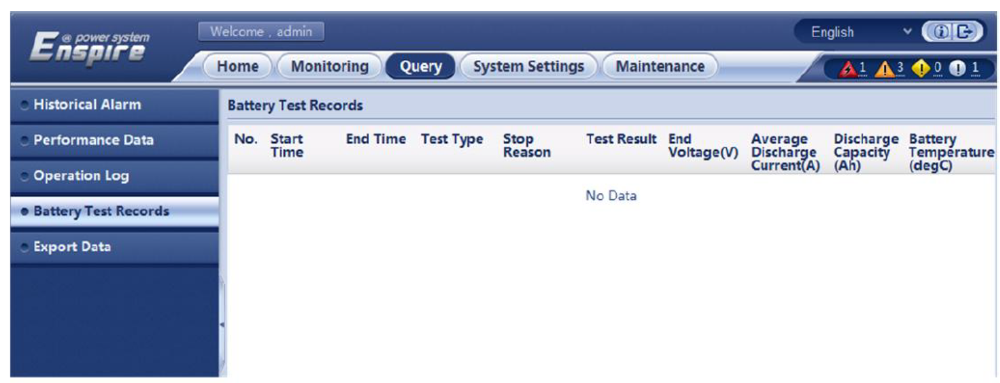 @ power system
Enspire
Welcome , admin
English
Home Monitoring Query System Settings Maintenance
1 3 0 1
Historical Alarm
Performance Data
Operation Log
Battery Test Records
Export Data
Battery Test Records
No. Start Time End Time Test Type Stop Reason Test Result End Voltage(V) Average Discharge Current(A) Discharge Capacity (Ah) Battery Temperature (degC)
No Data